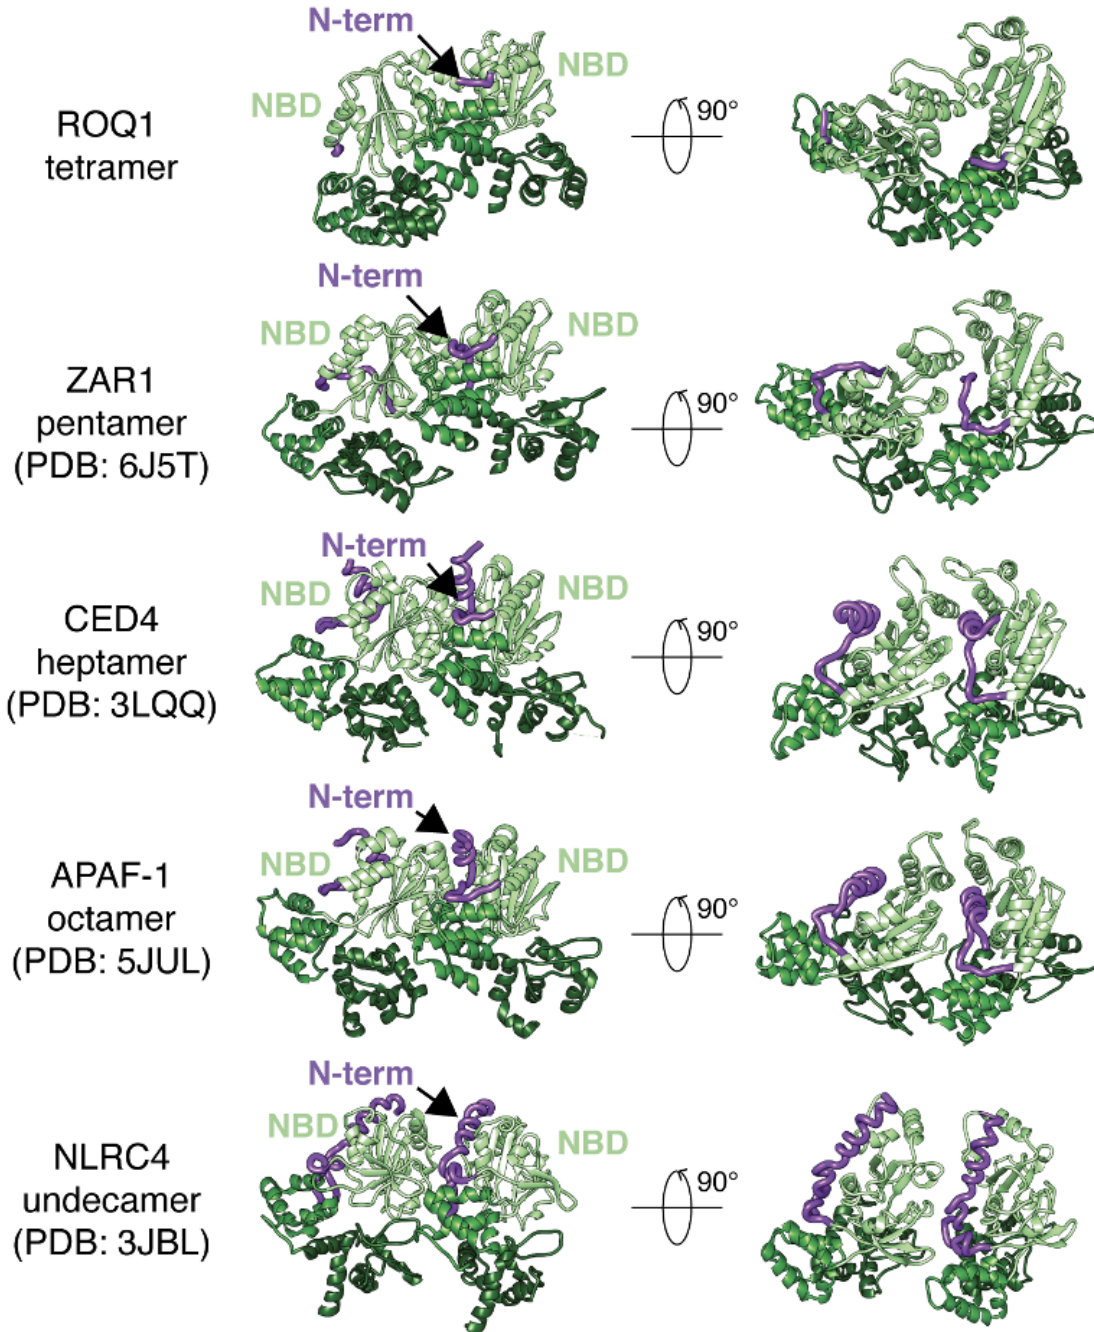 N-term
NBD
NBD
ROQ1
tetramer
90°
N-term
NBD
NBD
ZAR1
pentamer
(PDB: 6J5T)
90°
N-term
NBD
NBD
CED4
heptamer
(PDB: 3LQQ)
90°
N-term
NBD
NBD
APAF-1
octamer
(PDB: 5JUL)
90°
N-term
NBD
NBD
NLRC4
undecamer
(PDB: 3JBL)
90°